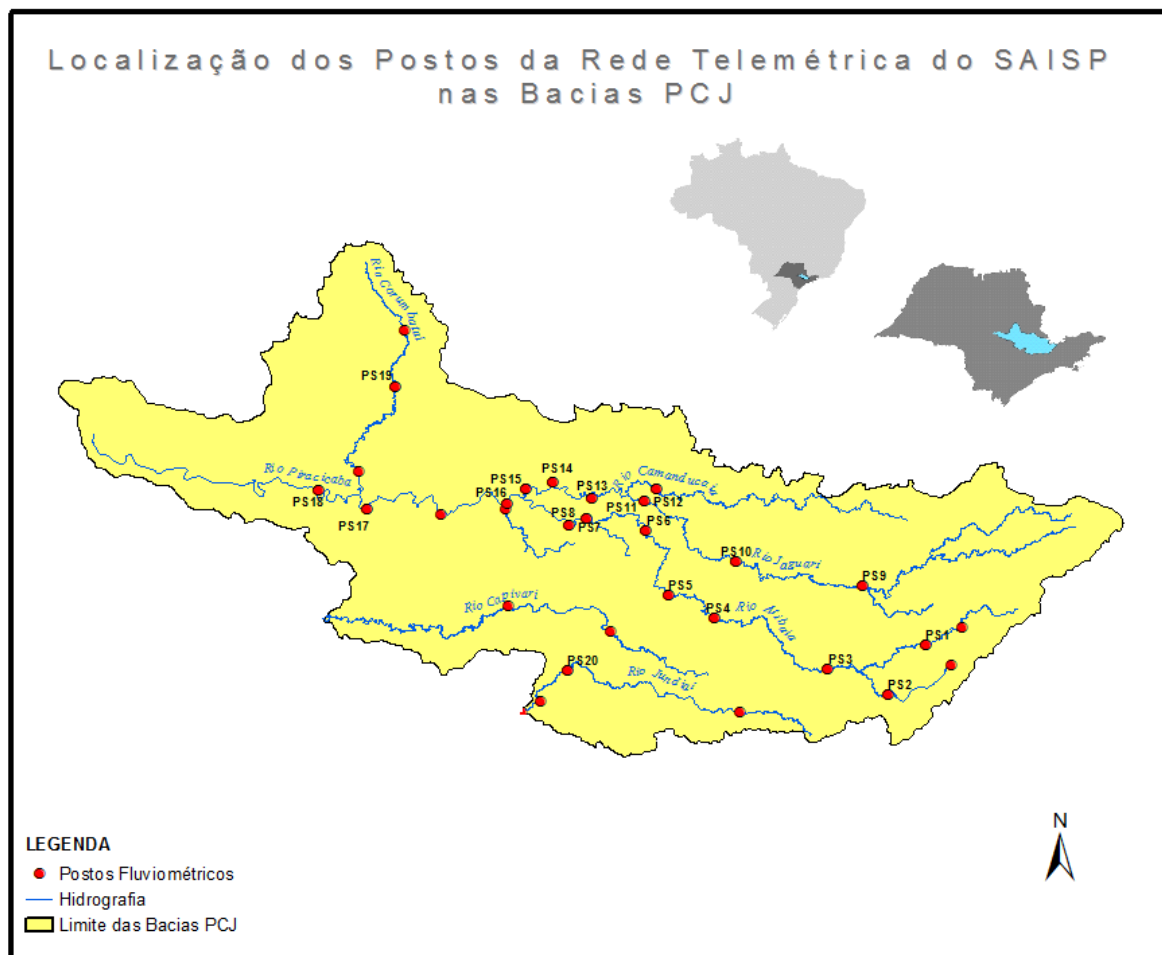 Localização dos Postos da Rede Telemétrica do SAISP
nas Bacias PCJ
Rio Corumbataí
PS19
Rio Piracicaba
PS18
PS17
PS16
PS15
PS14
PS13
Rio Camanducaia
PS12
PS11
PS8
PS7
PS6
PS10
Rio Jaguari
PS9
PS5
PS4
Rio Atibaia
Rio Capivari
PS1
PS3
PS2
PS20
Rio Jundiaí
N
LEGENDA
Postos Fluviométricos
Hidrografia
Limite das Bacias PCJ